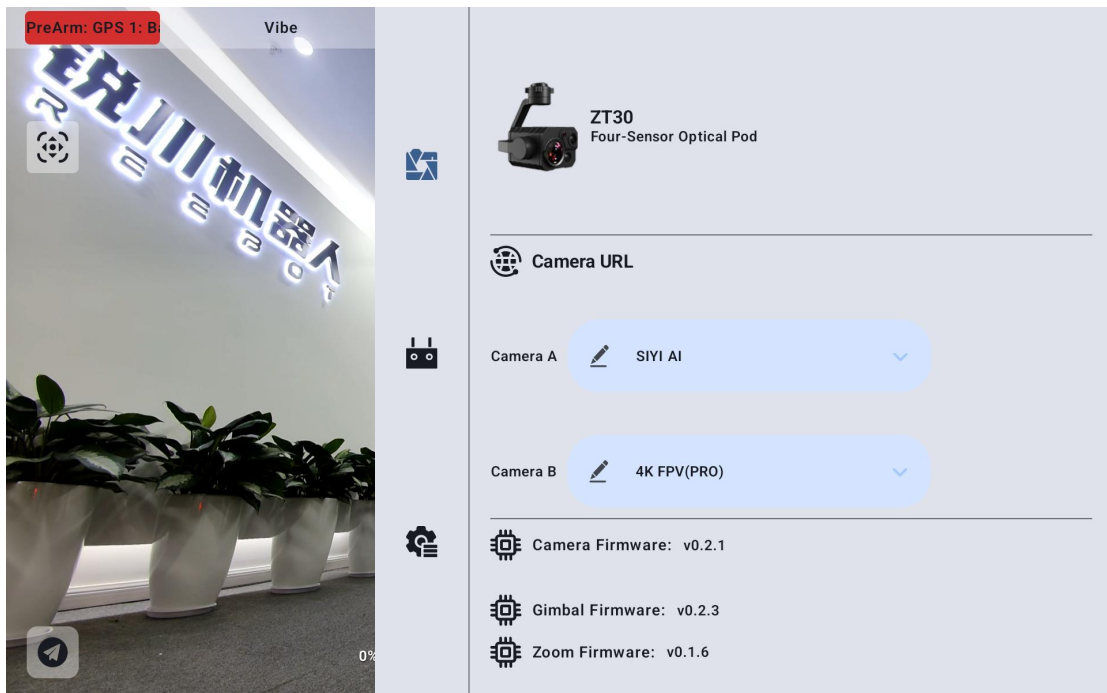 PreArm: GPS 1: Ba
Vibe
锐川机器人
REEBOT
0%
ZT30
Four-Sensor Optical Pod
Camera URL
Camera A
SIYI AI
Camera B
4K FPV(PRO)
Camera Firmware: v0.2.1
Gimbal Firmware: v0.2.3
Zoom Firmware: v0.1.6